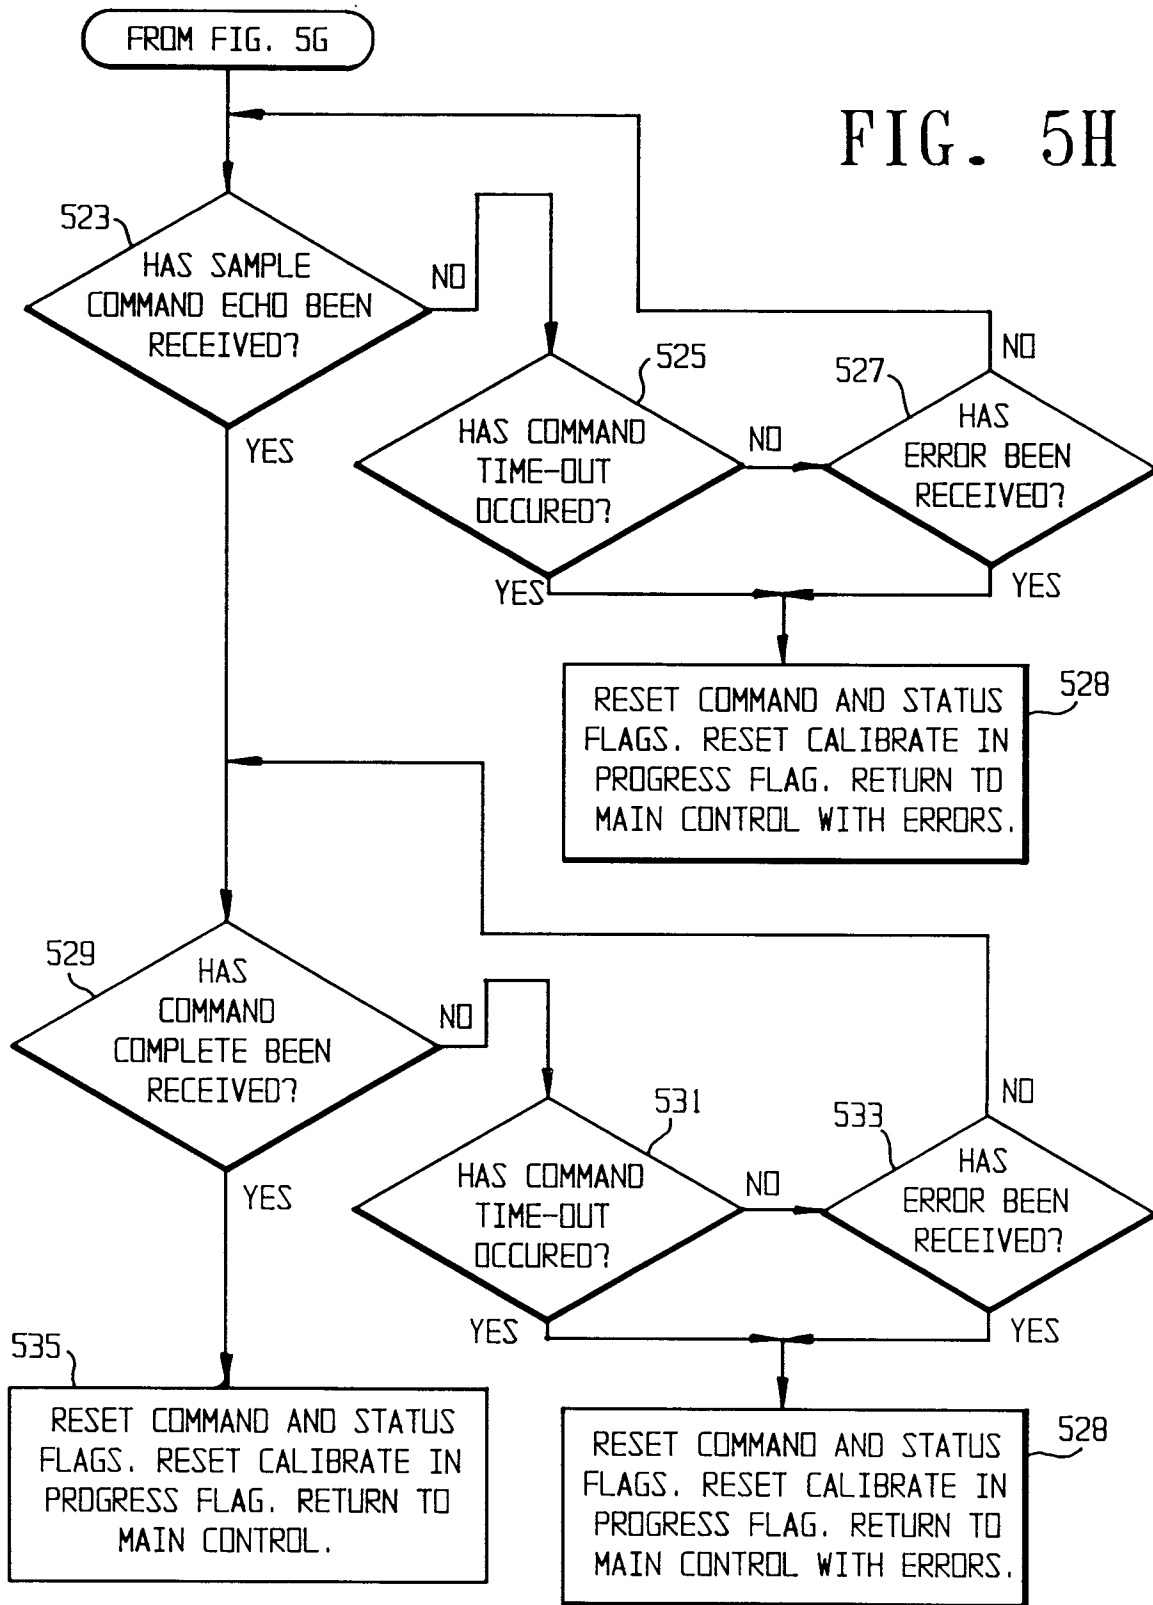 FROM FIG. 5G
FIG. 5H
523
HAS SAMPLE
COMMAND ECHO BEEN
RECEIVED?
NO
YES
525
HAS COMMAND
TIME-OUT
OCCURED?
NO
YES
527
HAS
ERROR BEEN
RECEIVED?
NO
YES
528
RESET COMMAND AND STATUS
FLAGS. RESET CALIBRATE IN
PROGRESS FLAG. RETURN TO
MAIN CONTROL WITH ERRORS.
529
HAS
COMMAND
COMPLETE BEEN
RECEIVED?
NO
YES
531
HAS COMMAND
TIME-OUT
OCCURED?
NO
YES
533
HAS
ERROR BEEN
RECEIVED?
NO
YES
535
RESET COMMAND AND STATUS
FLAGS. RESET CALIBRATE IN
PROGRESS FLAG. RETURN TO
MAIN CONTROL.
528
RESET COMMAND AND STATUS
FLAGS. RESET CALIBRATE IN
PROGRESS FLAG. RETURN TO
MAIN CONTROL WITH ERRORS.